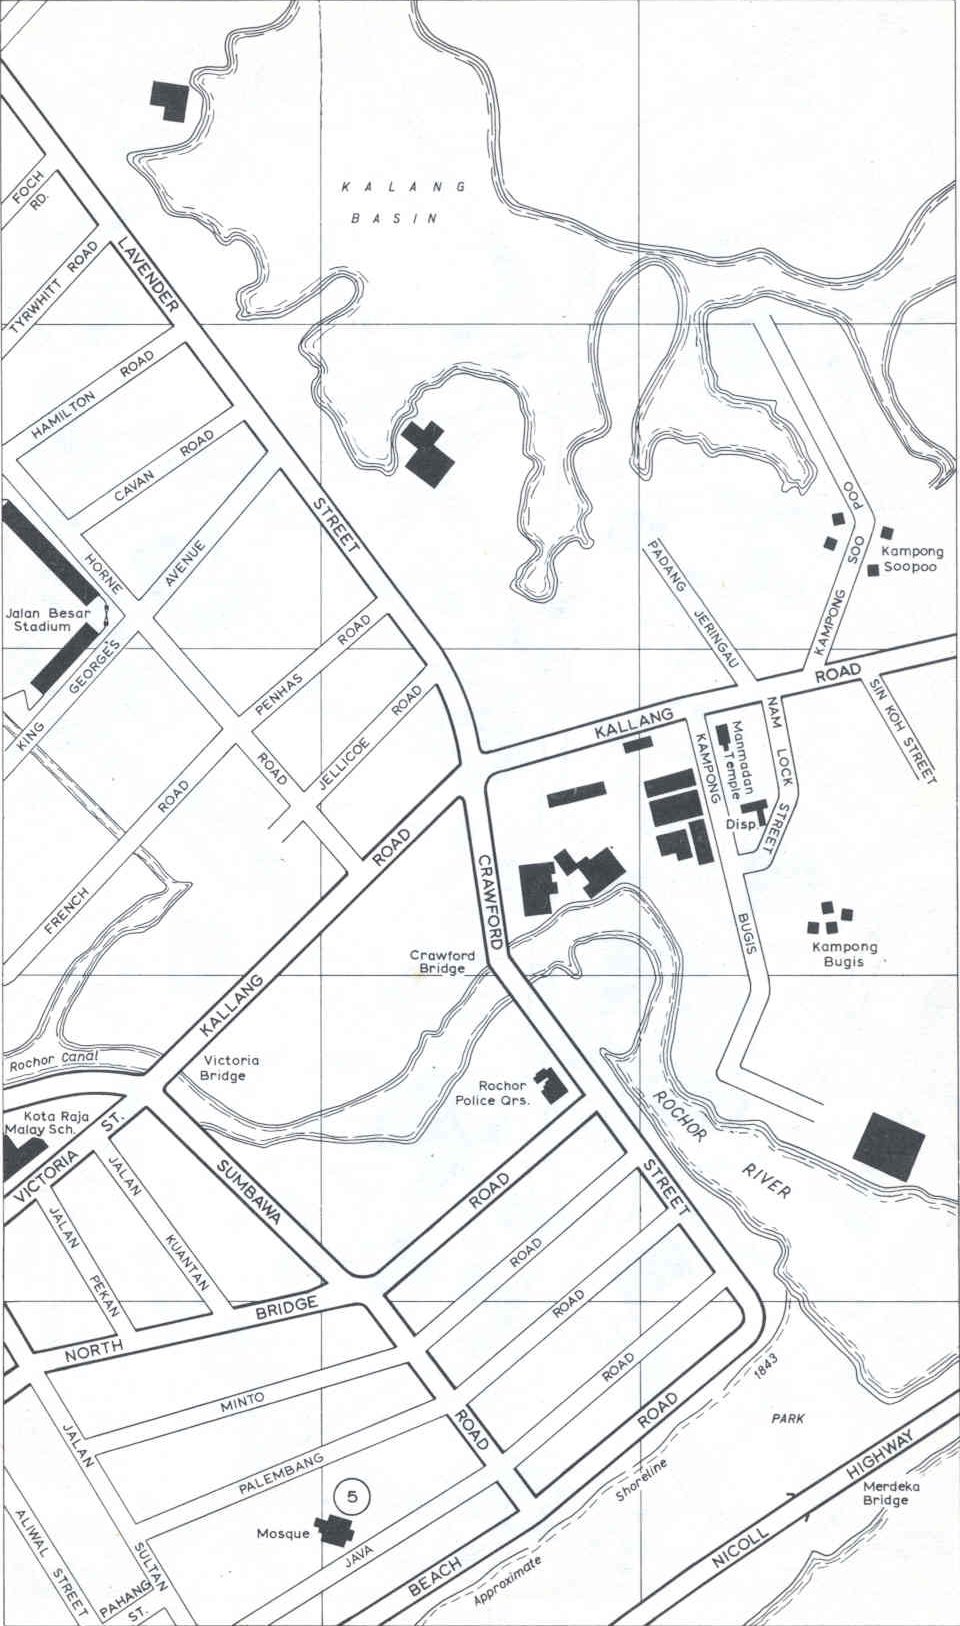 KALANG
BASIN
FOCH
RD.
TYRWHITT ROAD
LAVENDER
HAMILTON ROAD
CAVAN ROAD
STREET
HORNE
AVENUE
Jalan Besar
Stadium
KING GEORGE'S
PENHAS ROAD
JELLICOE ROAD
ROAD
FRENCH ROAD
POO
SOO
KAMPONG
Kampong
Soopoo
PADANG JERINGAU
ROAD
KALLANG
SIN KOH STREET
NAM LOCK STREET
KAMPONG
BUGIS
Manmadan
Temple
Disp.
Kampong
Bugis
KALLANG ROAD
CRAWFORD
Crawford
Bridge
Rochor Canal
Victoria
Bridge
Rochor
Police Qrs.
Kota Raja
Malay Sch.
VICTORIA ST.
JALAN KUANTAN
JALAN PEKAN
SUMBAWA
ROAD
STREET
ROCHOR
RIVER
ROAD
ROAD
ROAD
NORTH BRIDGE ROAD
MINTO
PALEMBANG
5
Mosque
JAVA
JALAN
SULTAN
ALIWAL STREET
PAHANG
ST.
BEACH ROAD
Approximate Shoreline 1843
PARK
NICOLL HIGHWAY
Merdeka
Bridge